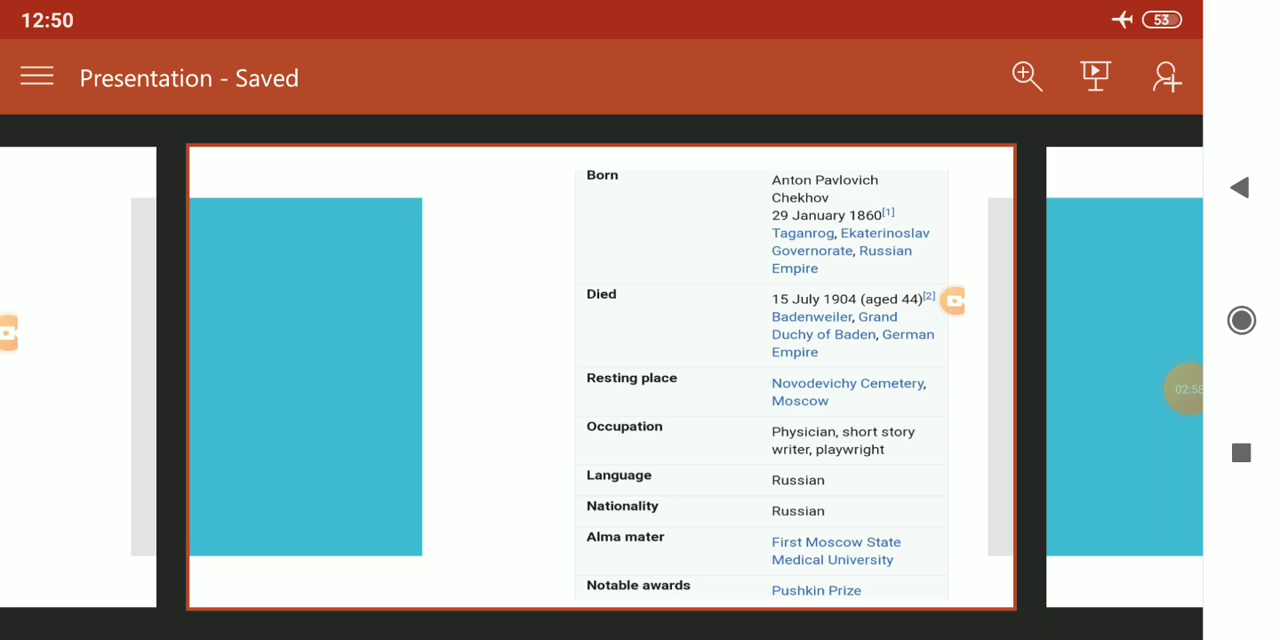 12:50
53
Presentation - Saved
Born
Anton Pavlovich
Chekhov
29 January 1860[1]
Taganrog, Ekaterinoslav
Governorate, Russian
Empire
Died
15 July 1904 (aged 44)[2]
Badenweiler, Grand
Duchy of Baden, German
Empire
Resting place
Novodevichy Cemetery,
Moscow
Occupation
Physician, short story
writer, playwright
Language
Russian
Nationality
Russian
Alma mater
First Moscow State
Medical University
Notable awards
Pushkin Prize
02:58